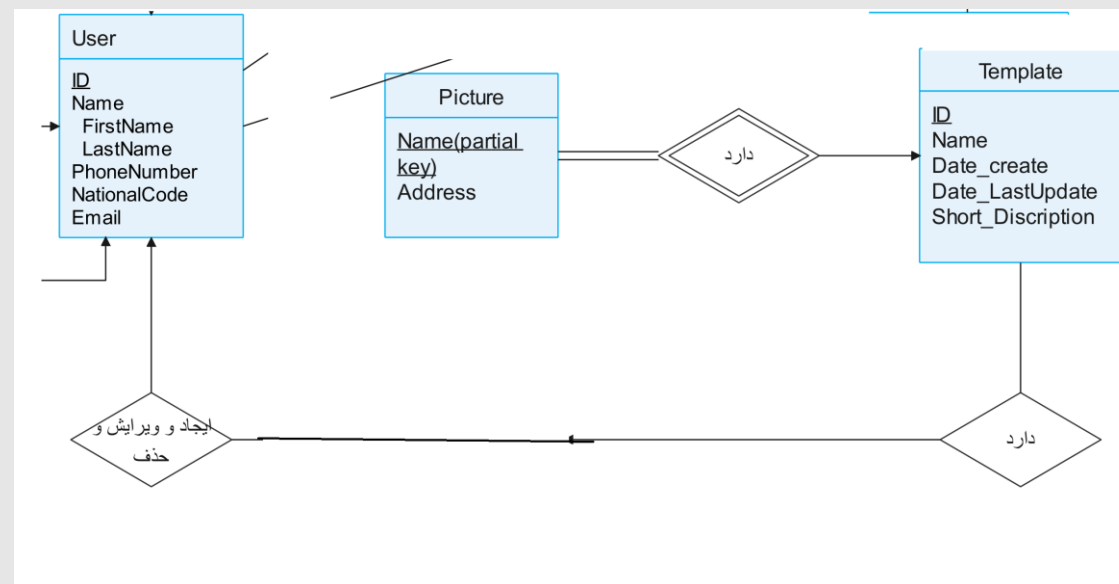 User
ID
Name
FirstName
LastName
PhoneNumber
NationalCode
Email
Picture
Name(partial
key)
Address
دارد
Template
ID
Name
Date_create
Date_LastUpdate
Short_Discription
ایجاد و ویرایش و
حذف
دارد